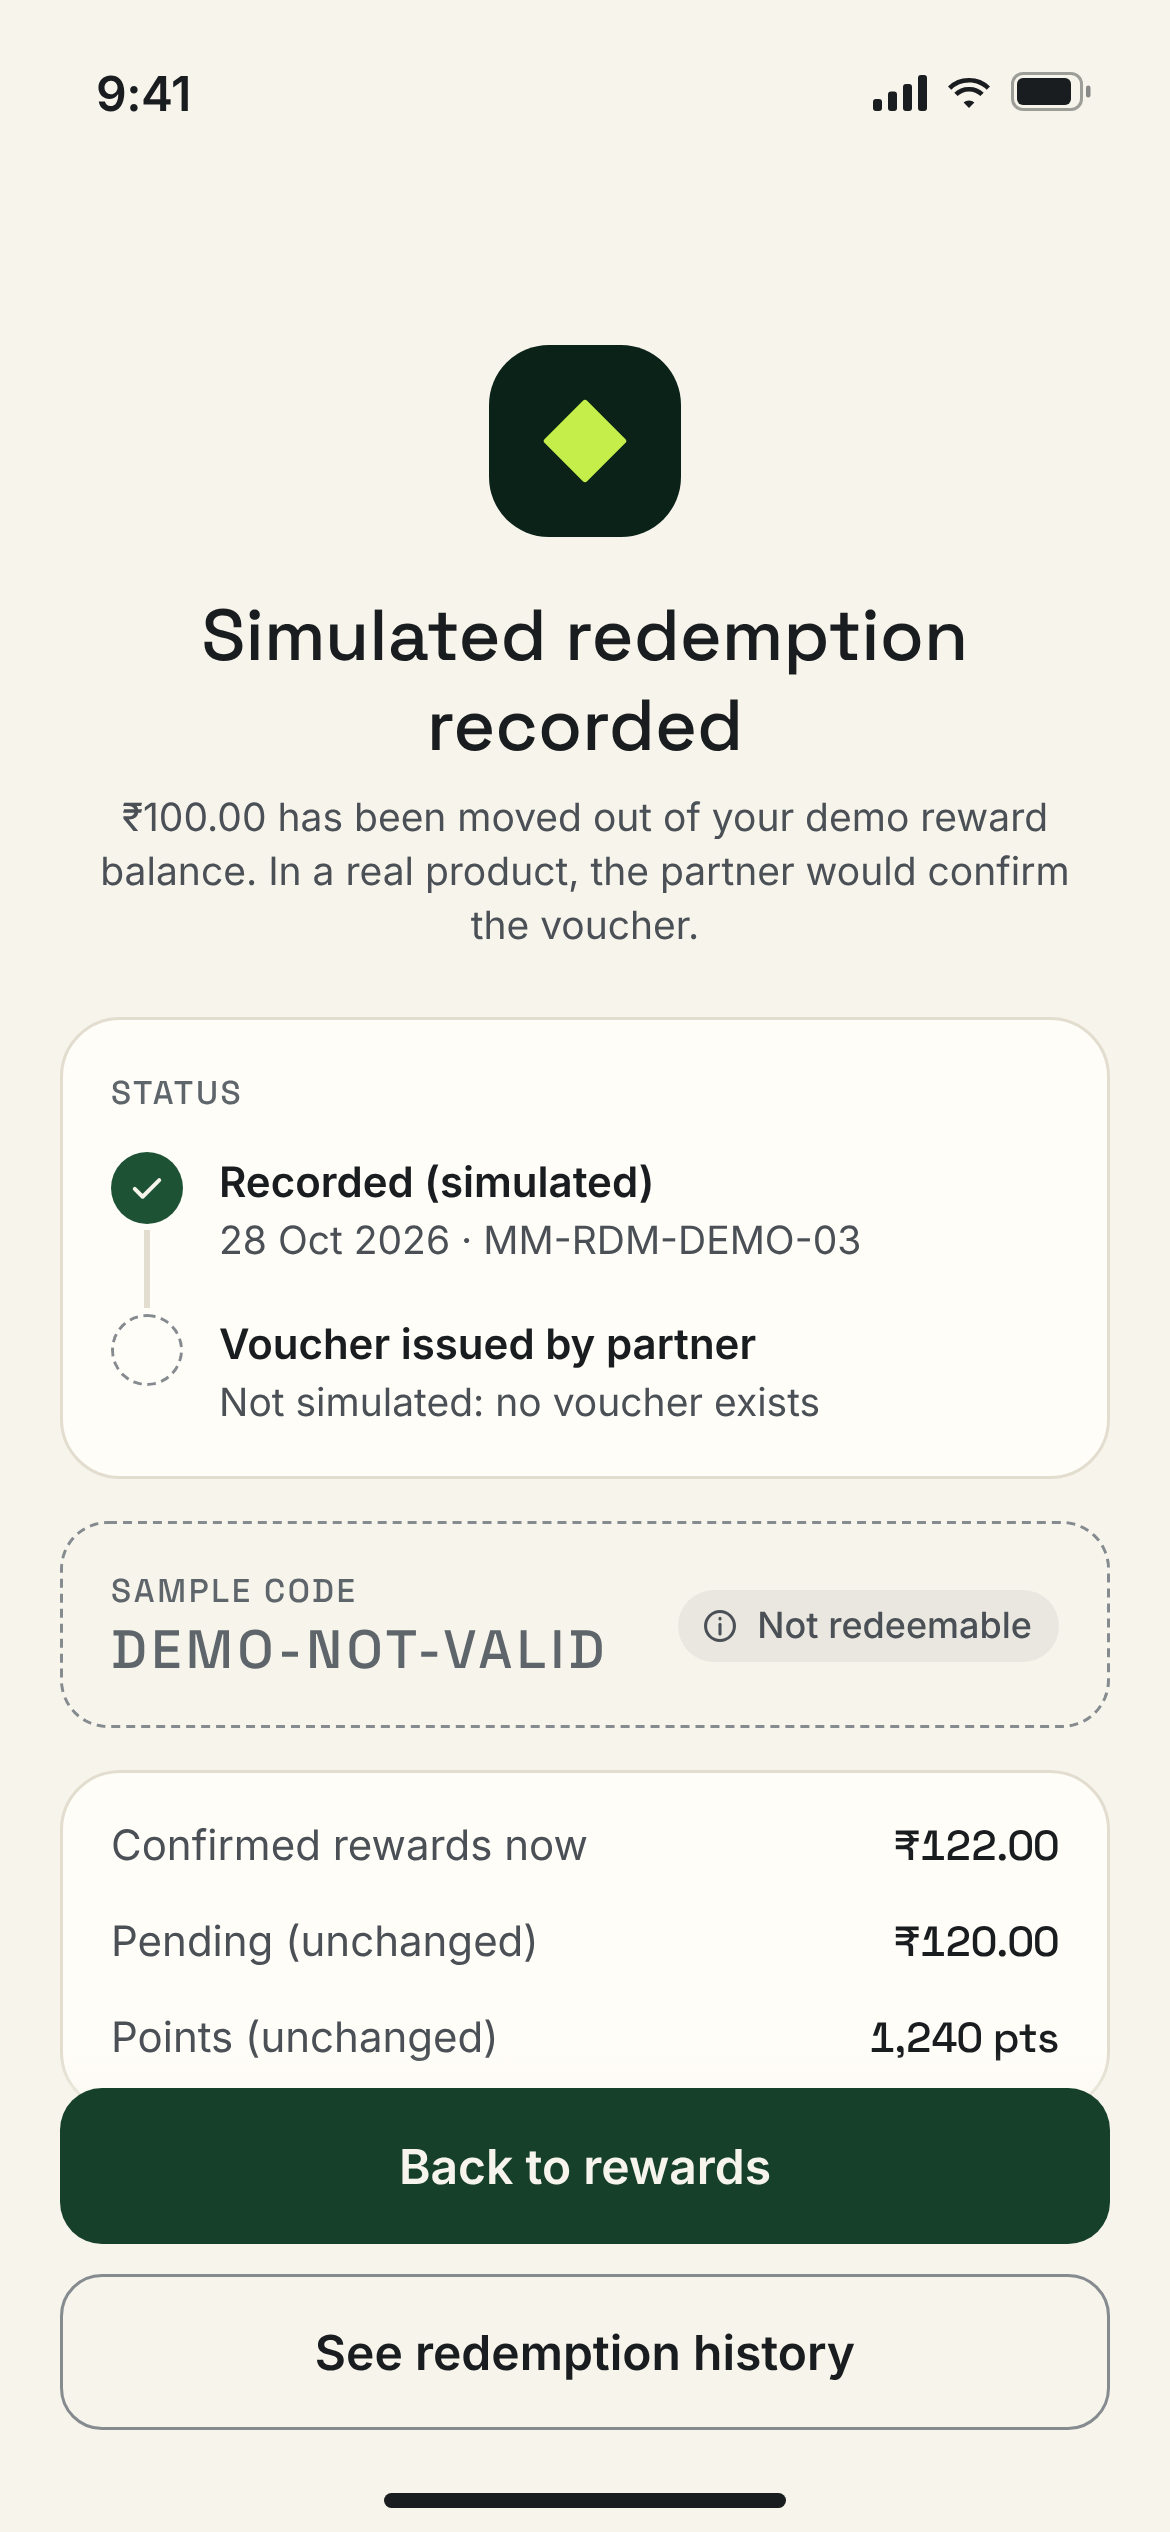 9:41
Simulated redemption
recorded
₹100.00 has been moved out of your demo reward
balance. In a real product, the partner would confirm
the voucher.
STATUS
Recorded (simulated)
28 Oct 2026 · MM-RDM-DEMO-03
Voucher issued by partner
Not simulated: no voucher exists
SAMPLE CODE
DEMO-NOT-VALID
Not redeemable
Confirmed rewards now ₹122.00
Pending (unchanged) ₹120.00
Points (unchanged) 1,240 pts
Back to rewards
See redemption history